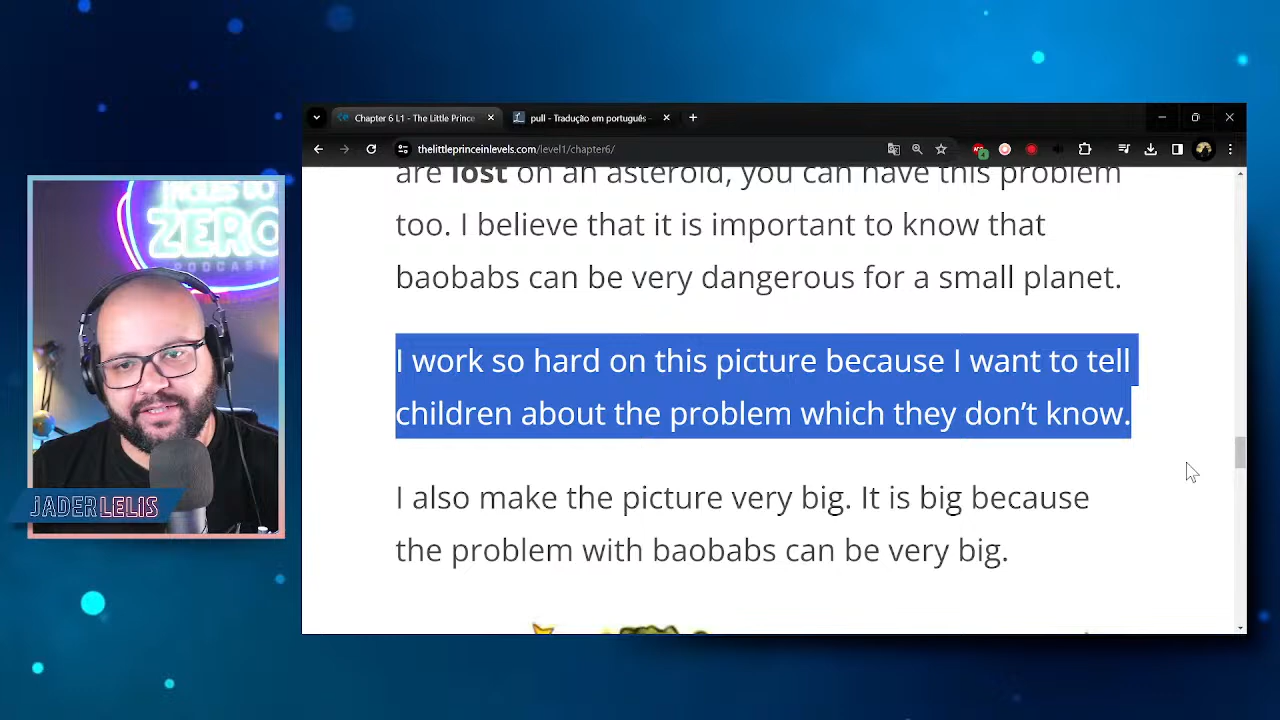 Chapter 6 L1 - The Little Prince
pull - Tradução em português
thelittleprinceinlevels.com/level1/chapter6/
are lost on an asteroid, you can have this problem
too. I believe that it is important to know that
baobabs can be very dangerous for a small planet.
I work so hard on this picture because I want to tell
children about the problem which they don’t know.
I also make the picture very big. It is big because
the problem with baobabs can be very big.
INGLÊS DO
ZERO
PODCAST
JADERLELIS